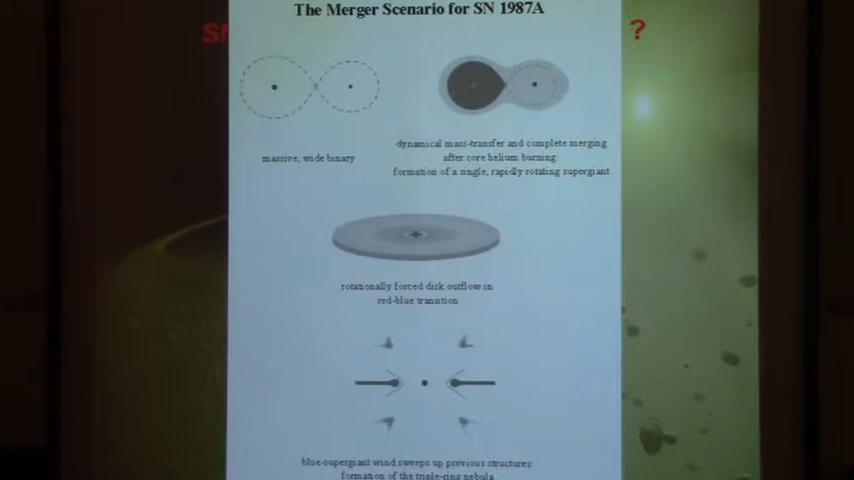 The Merger Scenario for SN 1987A
?
massive, wide binary
dynamical mass-transfer and complete merging
after core helium burning:
formation of a single, rapidly rotating supergiant
rotationally forced disk outflow in
red-blue transition
blue-supergiant wind sweeps up previous structures:
formation of the triple-ring nebula